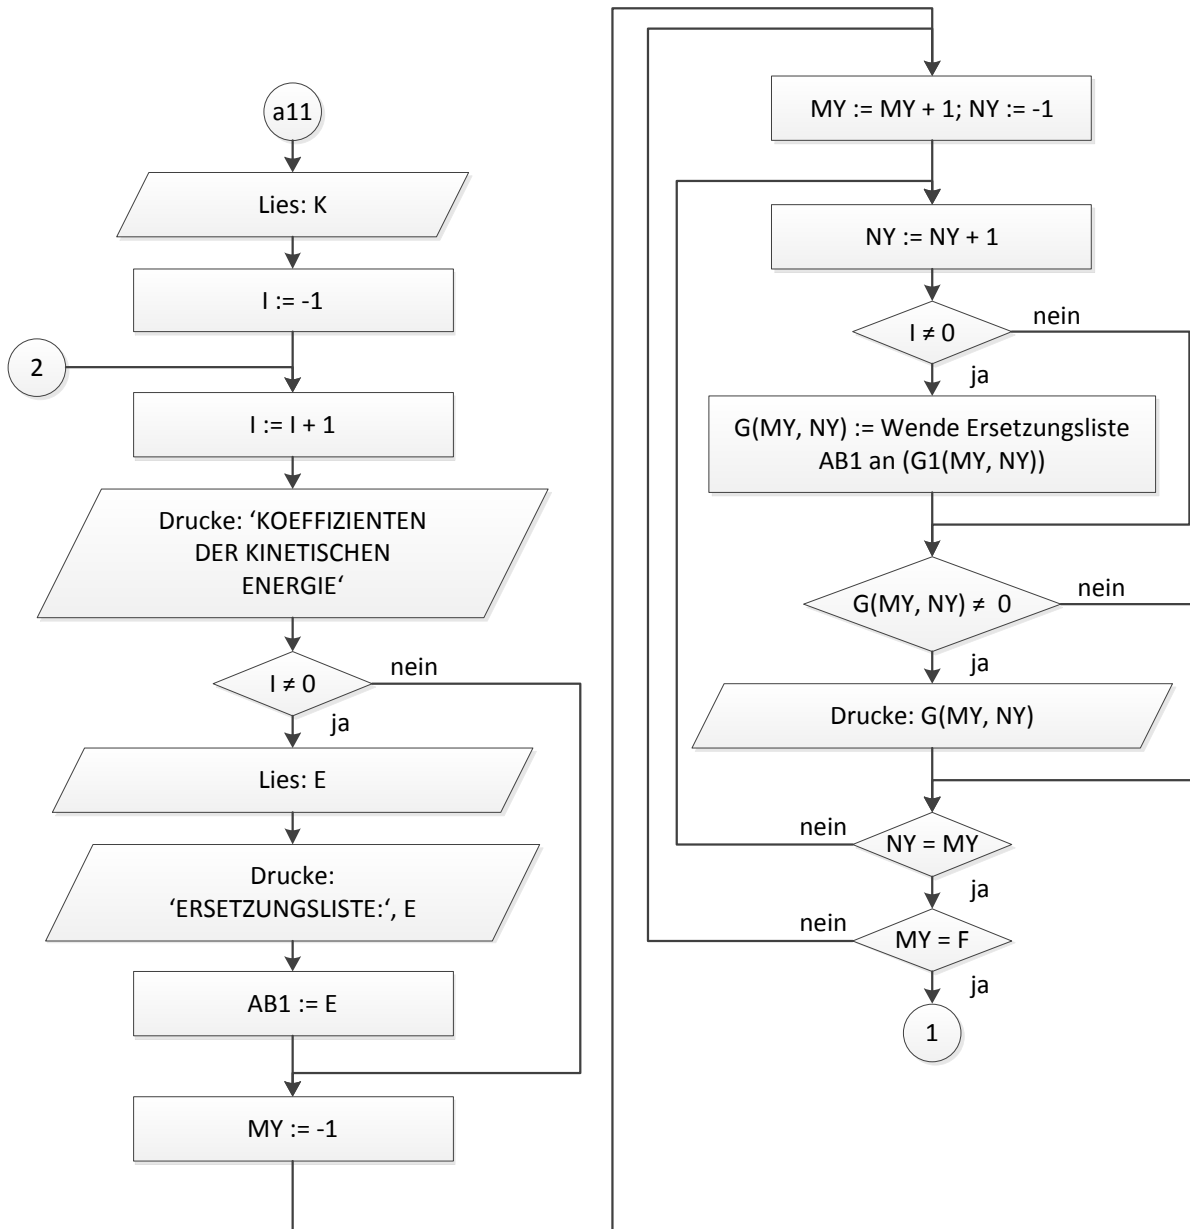 a11
Lies: K
I := -1
2
I := I + 1
Drucke: ‘KOEFFIZIENTEN
DER KINETISCHEN
ENERGIE‘
I ≠ 0
nein
ja
Lies: E
Drucke:
‘ERSETZUNGSLISTE:‘, E
AB1 := E
MY := -1
MY := MY + 1; NY := -1
NY := NY + 1
I ≠ 0
nein
ja
G(MY, NY) := Wende Ersetzungsliste
AB1 an (G1(MY, NY))
G(MY, NY) ≠ 0
nein
ja
Drucke: G(MY, NY)
nein
NY = MY
ja
nein
MY = F
ja
1